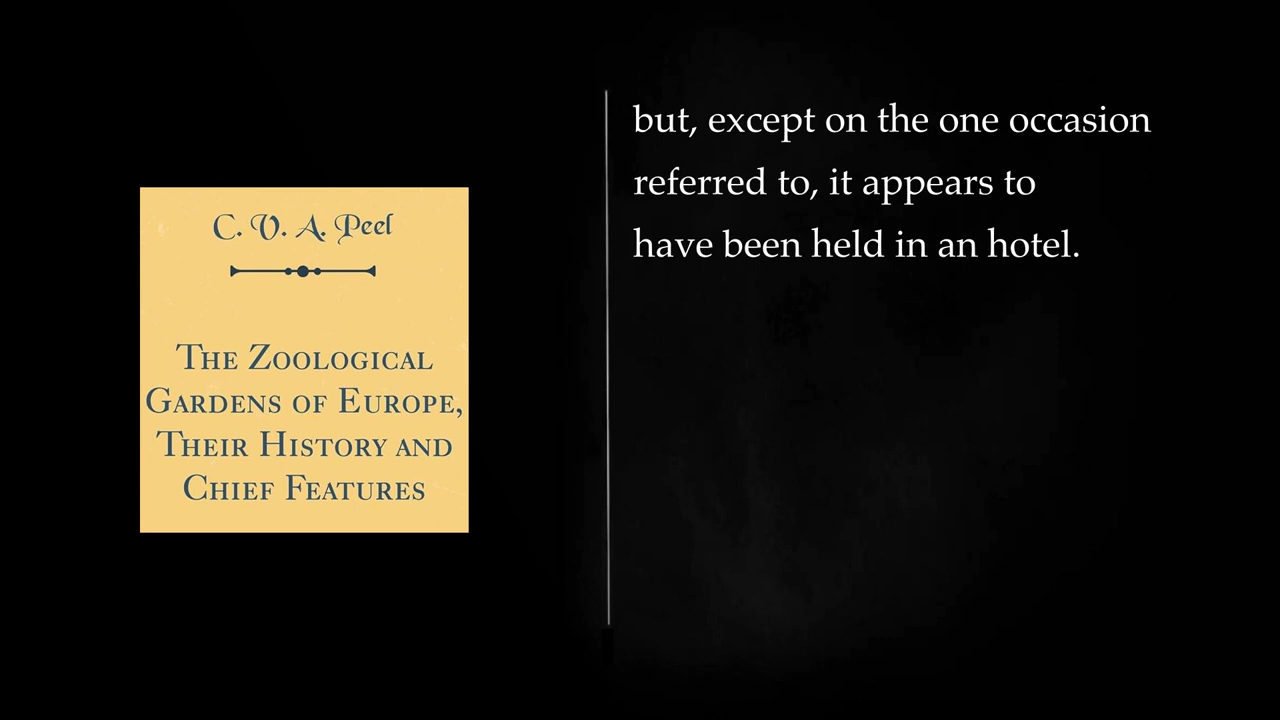 C. V. A. Peel
The Zoological
Gardens of Europe,
Their History and
Chief Features
but, except on the one occasion
referred to, it appears to
have been held in an hotel.